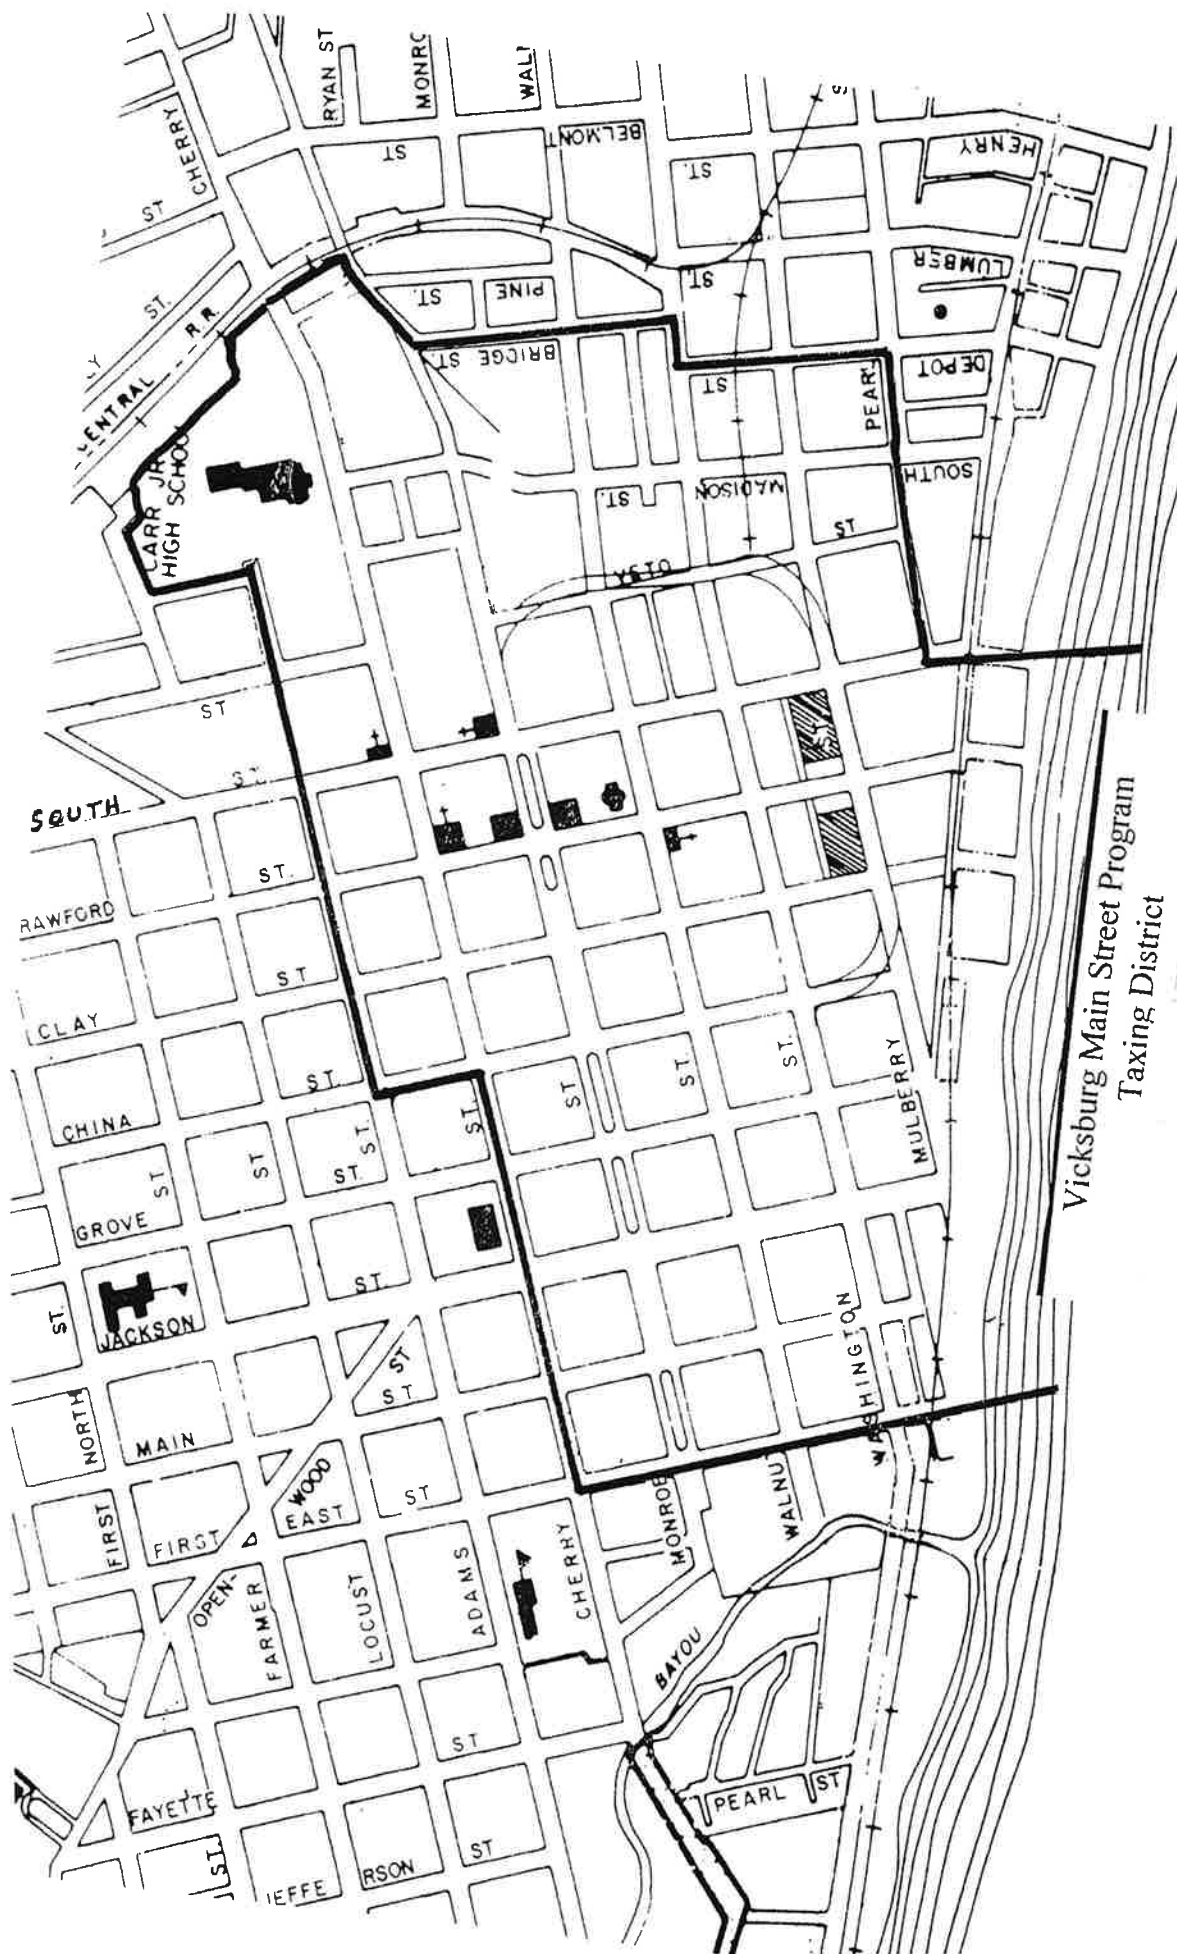 CHERRY
RYAN ST
MONRO
WAL
ST
ST
BELMONT
ST.
HENRY
ST.
R.R.
CENTRAL
ST.
PINE
ST.
LUMBER
CARR JR.
HIGH SCHOOL
BRIDGE ST.
ST
PEARL
DEPOT
ST.
MADISON
SOUTH
ST
ST
ST.
SOUTH
ST.
RAWFORD
ST
CLAY
ST.
CHINA
ST
ST.
ST.
ST
ST.
ST.
MULBERRY
ST
ST.
GROVE
ST.
ST.
JACKSON
WASHINGTON
ST
ST
NORTH
MAIN
WOOD
ST
EAST
FIRST
FIRST
MONROE
WALNUT
OPEN-
FARMER
LOCUST
ADAMS
CHERRY
BAYOU
ST
FAYETTE
PEARL ST
ST.
JEFFE
RSON
ST
Vicksburg Main Street Program
Taxing District